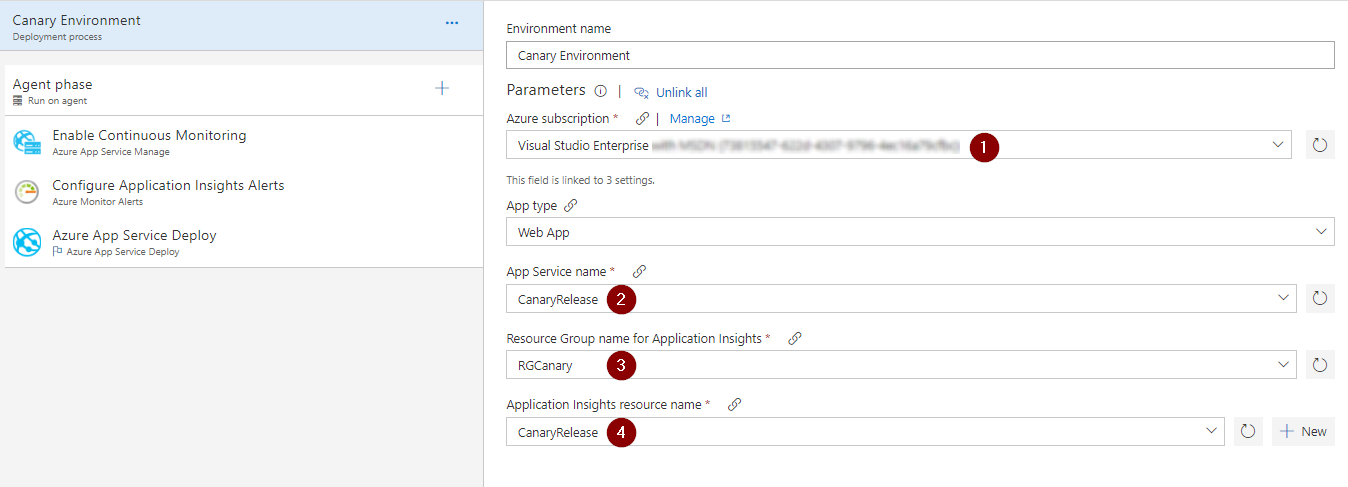 Canary Environment
...
Deployment process
Agent phase
Run on agent
Enable Continuous Monitoring
Azure App Service Manage
Configure Application Insights Alerts
Azure Monitor Alerts
Azure App Service Deploy
Azure App Service Deploy
Environment name
Canary Environment
Parameters | Unlink all
Azure subscription * | Manage
Visual Studio Enterprise 1
This field is linked to 3 settings.
App type
Web App
App Service name *
CanaryRelease 2
Resource Group name for Application Insights *
RGCanary 3
Application Insights resource name *
CanaryRelease 4
+ New